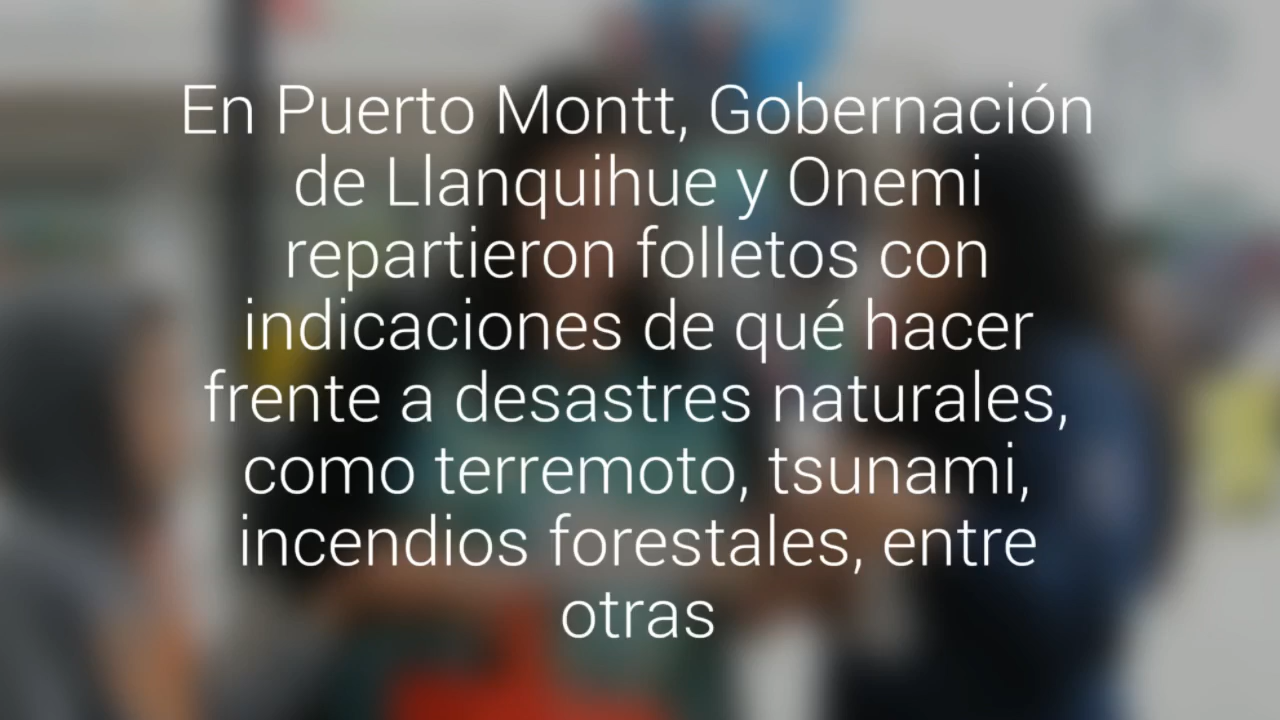 En Puerto Montt, Gobernación
de Llanquihue y Onemi
repartieron folletos con
indicaciones de qué hacer
frente a desastres naturales,
como terremoto, tsunami,
incendios forestales, entre
otras